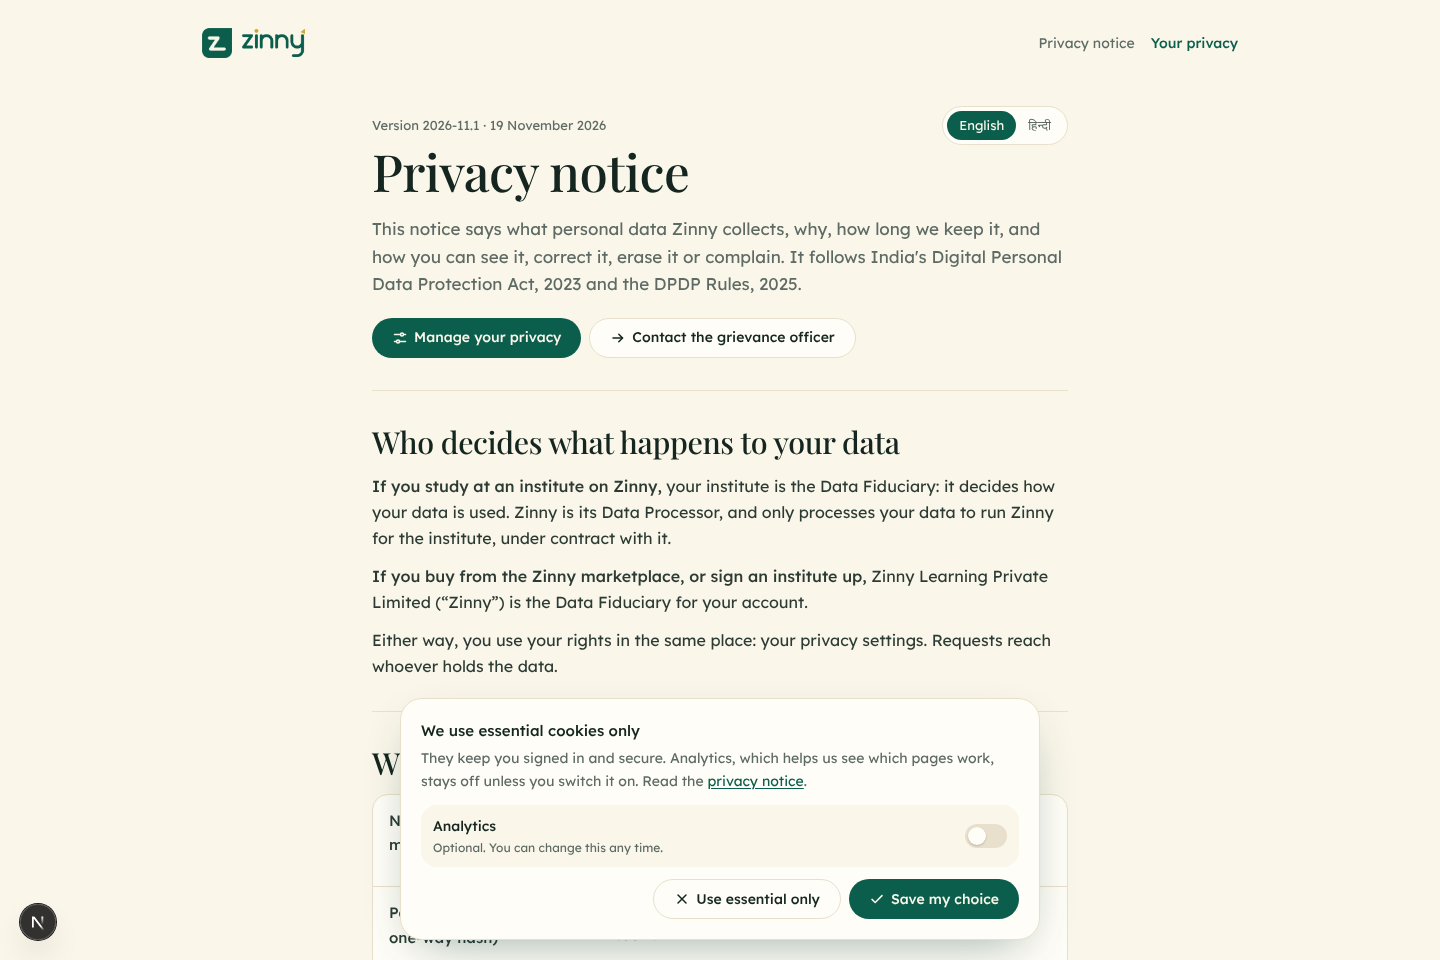 zinny
Privacy notice
Your privacy
Version 2026-11.1 · 19 November 2026
English
हिन्दी
Privacy notice
This notice says what personal data Zinny collects, why, how long we keep it, and
how you can see it, correct it, erase it or complain. It follows India's Digital Personal
Data Protection Act, 2023 and the DPDP Rules, 2025.
Manage your privacy
Contact the grievance officer
Who decides what happens to your data
If you study at an institute on Zinny, your institute is the Data Fiduciary: it decides how
your data is used. Zinny is its Data Processor, and only processes your data to run Zinny
for the institute, under contract with it.
If you buy from the Zinny marketplace, or sign an institute up, Zinny Learning Private
Limited (“Zinny”) is the Data Fiduciary for your account.
Either way, you use your rights in the same place: your privacy settings. Requests reach
whoever holds the data.
We use essential cookies only
They keep you signed in and secure. Analytics, which helps us see which pages work,
stays off unless you switch it on. Read the privacy notice.
Analytics
Optional. You can change this any time.
Use essential only
Save my choice
N